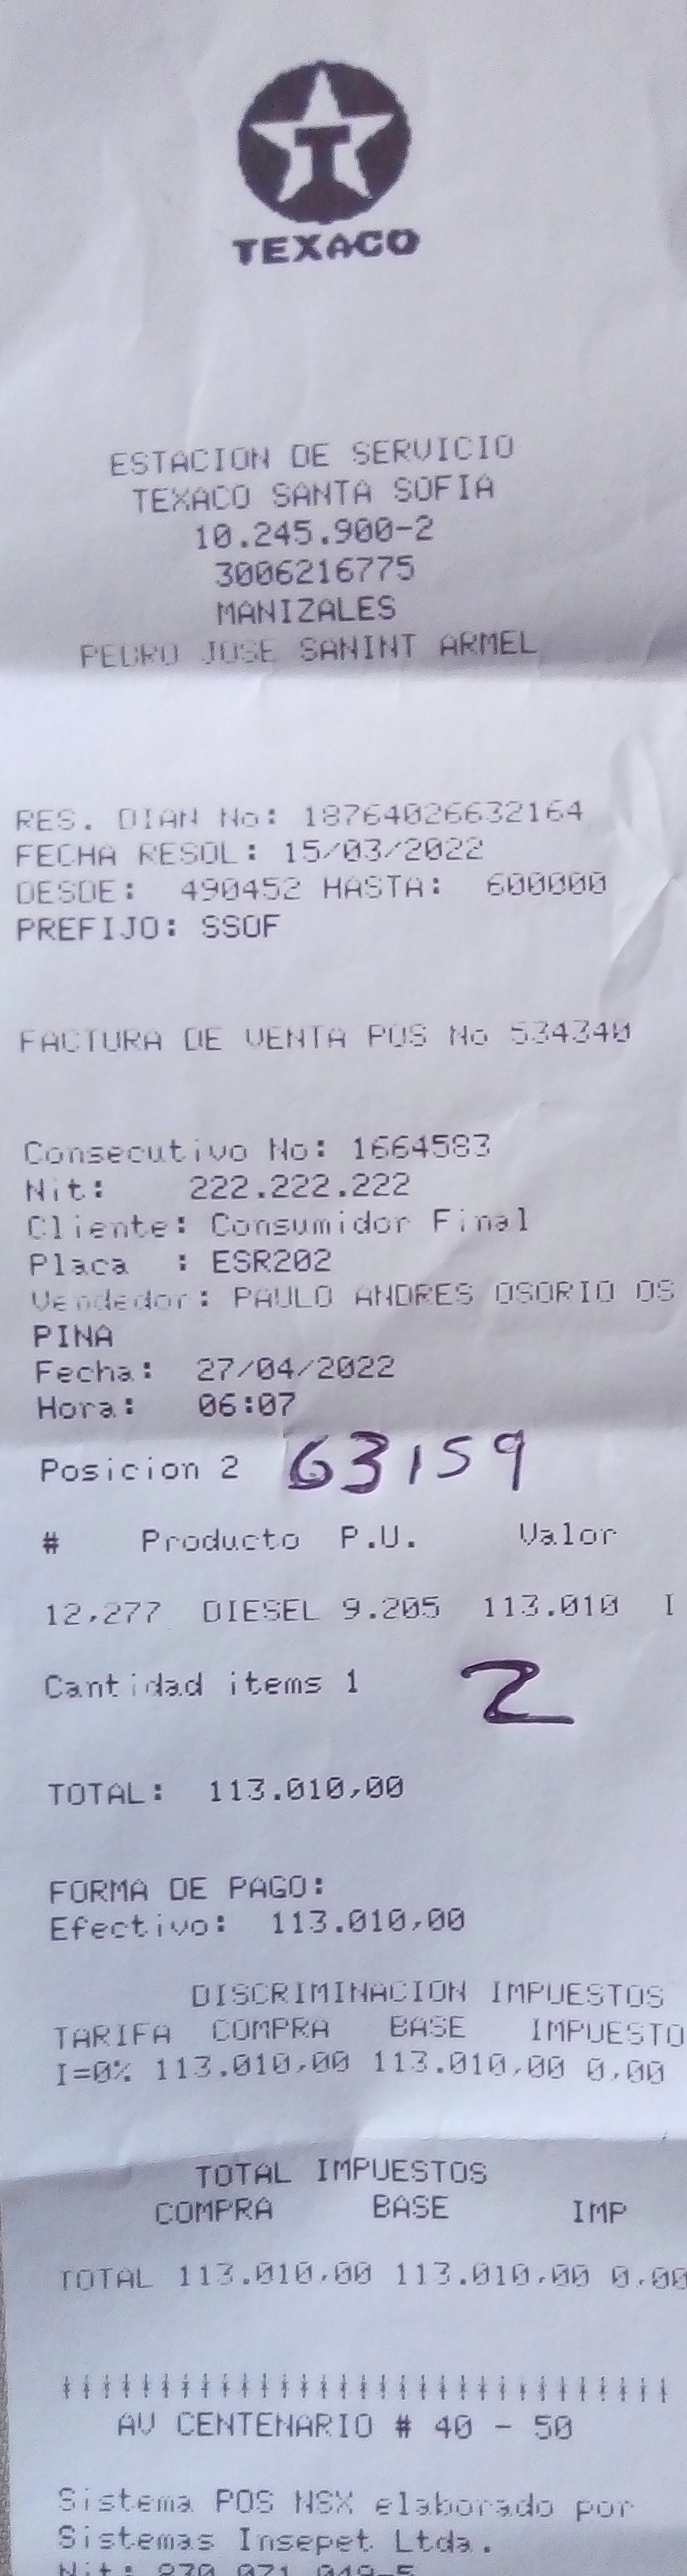 TEXACO
ESTACION DE SERVICIO
TEXACO SANTA SOFIA
10.245.900-2
3006216775
MANIZALES
PEDRO JOSE SANINT ARMEL
RES. DIAN No: 18764026632164
FECHA RESOL: 15/03/2022
DESDE: 490452 HASTA: 600000
PREFIJO: SSOF
FACTURA DE VENTA POS No 534340
Consecutivo No: 1664583
Nit: 222.222.222
Cliente: Consumidor Final
Placa : ESR202
Vendedor: PAULO ANDRES OSORIO OS
PINA
Fecha: 27/04/2022
Hora: 06:07
Posicion 2 63159
# Producto P.U. Valor
12,277 DIESEL 9.205 113.010 I
Cantidad items 1 2
TOTAL: 113.010,00
FORMA DE PAGO:
Efectivo: 113.010,00
DISCRIMINACION IMPUESTOS
TARIFA COMPRA BASE IMPUESTO
I=0% 113.010,00 113.010,00 0,00
TOTAL IMPUESTOS
COMPRA BASE IMP
TOTAL 113.010,00 113.010,00 0,00
AV CENTENARIO # 40 - 50
Sistema POS NSX elaborado por
Sistemas Insepet Ltda.
Nit: 830.071.049-5